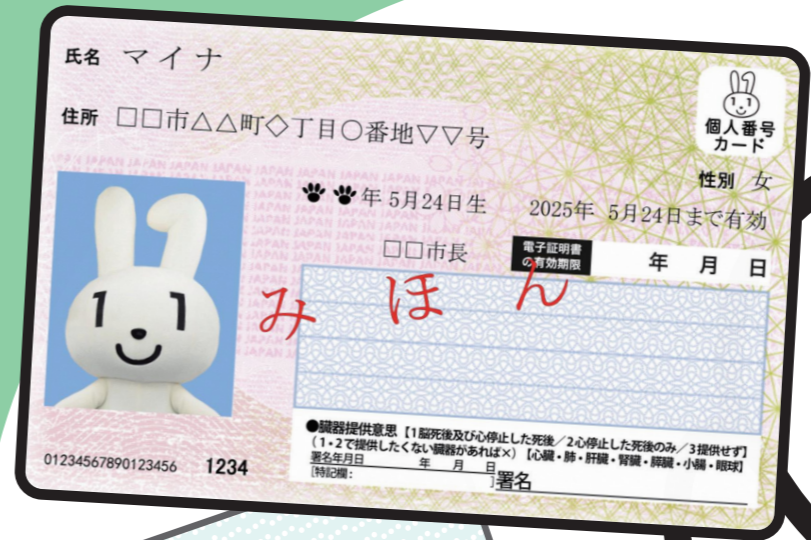 氏名 マイナ
住所 □□市△△町◇丁目○番地▽▽号
個人番号
カード
性別 女
年 5月24日生
2025年 5月24日まで有効
□□市長
電子証明書
の有効期限
年 月 日
みほん
●臓器提供意思【1脳死後及び心停止した死後/2心停止した死後のみ/3提供せず】
(1・2で提供したくない臓器があれば×)【心臓・肺・肝臓・腎臓・膵臓・小腸・眼球】
署名年月日 年 月 日
[特記欄: ]署名
01234567890123456 1234
JAPAN JAPAN JAPAN JAPAN JAPAN